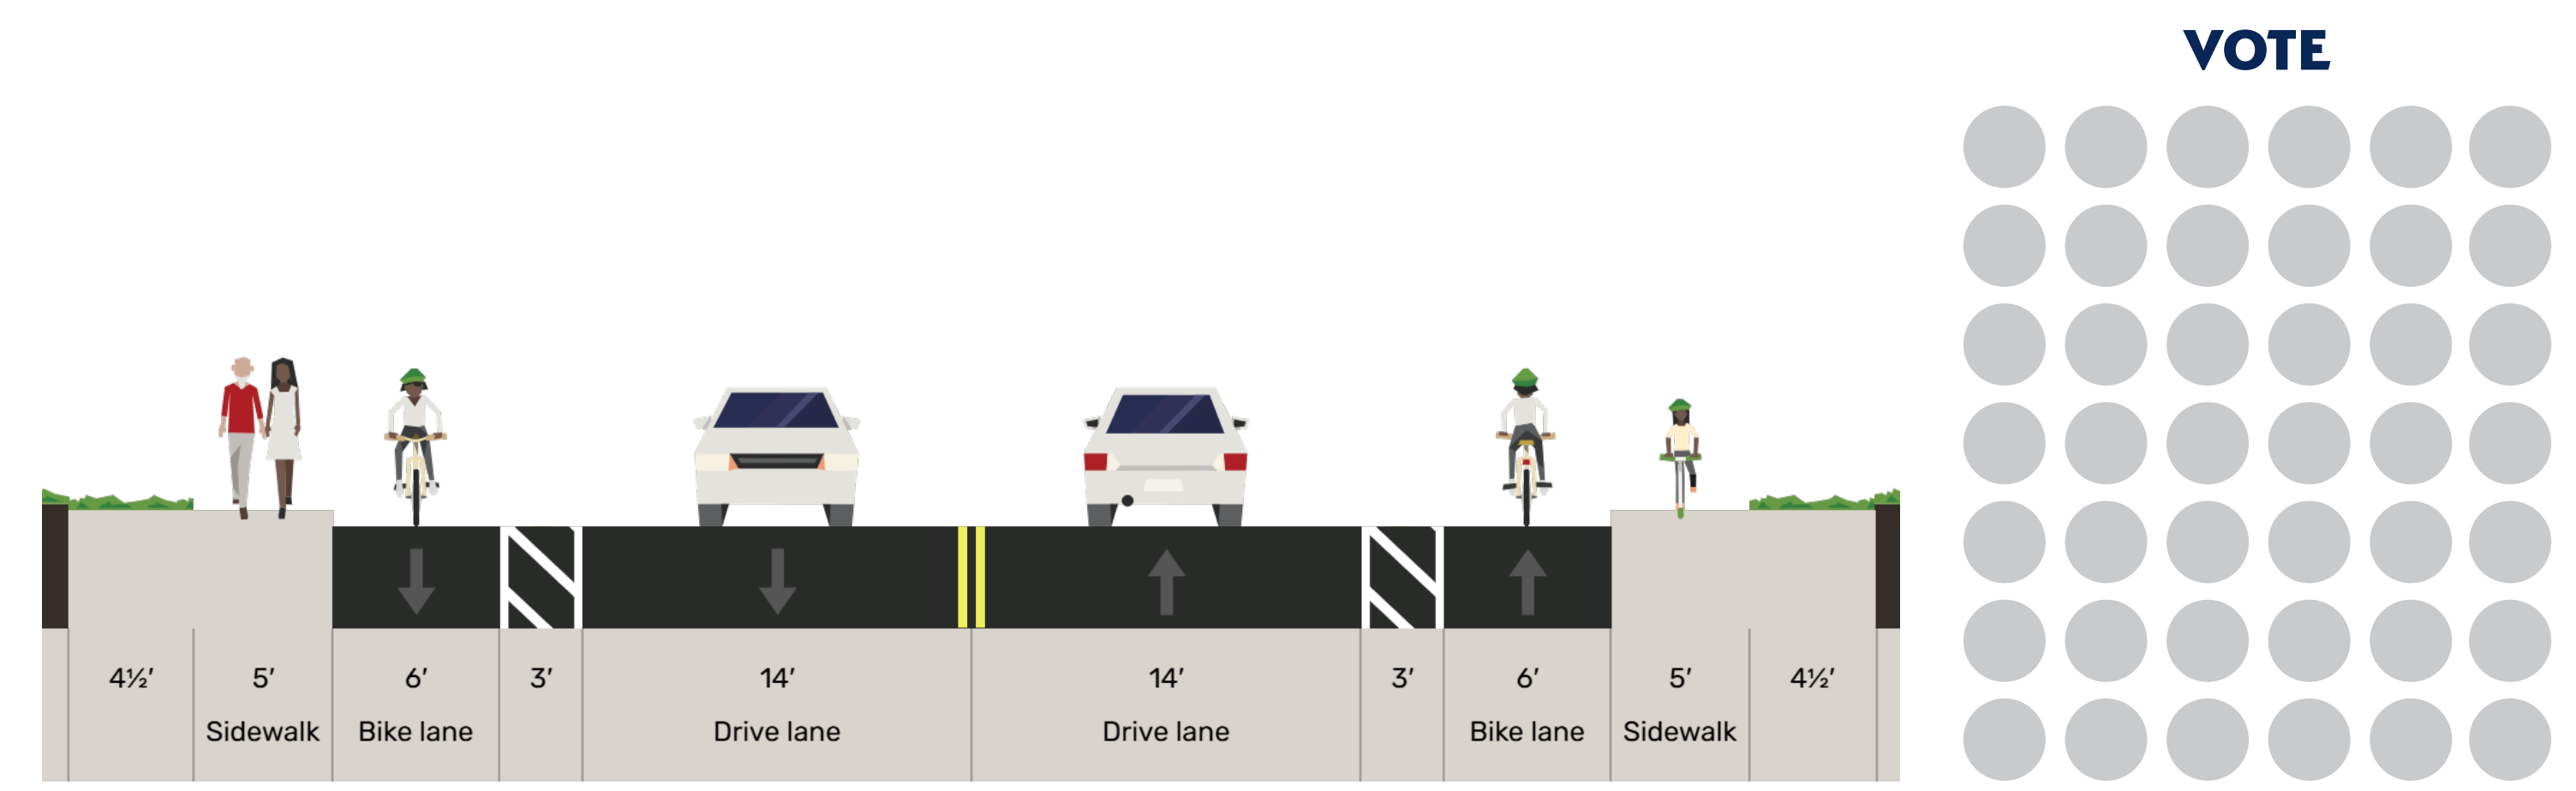 VOTE
4½′ 5′ 6′ 3′ 14′ 14′ 3′ 6′ 5′ 4½′
Sidewalk Bike lane Drive lane Drive lane Bike lane Sidewalk